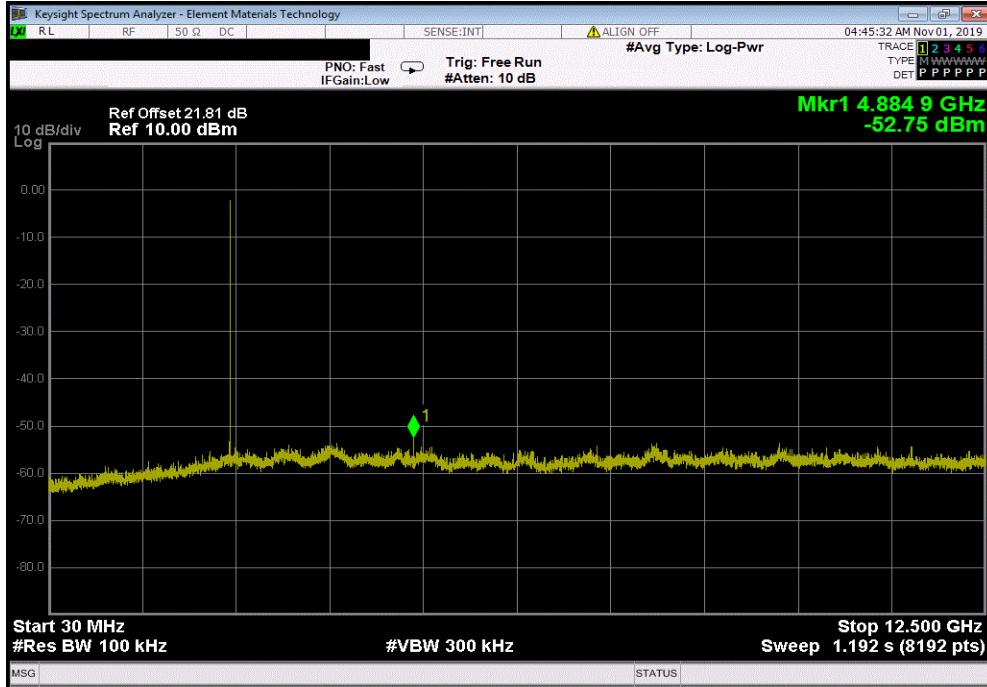 Keysight Spectrum Analyzer - Element Materials Technology
LXI RL RF 50 Ω DC SENSE:INT ALIGN OFF 04:45:32 AM Nov 01, 2019
#Avg Type: Log-Pwr TRACE 1 2 3 4 5 6
PNO: Fast Trig: Free Run TYPE M WWWWW
IFGain:Low #Atten: 10 dB DET P P P P P P
Mkr1 4.884 9 GHz
Ref Offset 21.81 dB
10 dB/div Ref 10.00 dBm -52.75 dBm
Log
0.00
-10.0
-20.0
-30.0
-40.0
1
-50.0
-60.0
-70.0
-80.0
Start 30 MHz Stop 12.500 GHz
#Res BW 100 kHz #VBW 300 kHz Sweep 1.192 s (8192 pts)
MSG STATUS